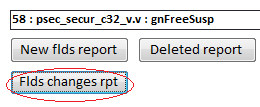 58 : psec_secur_c32_v.v : gnFreeSusp
New flds report Deleted report
Flds changes rpt